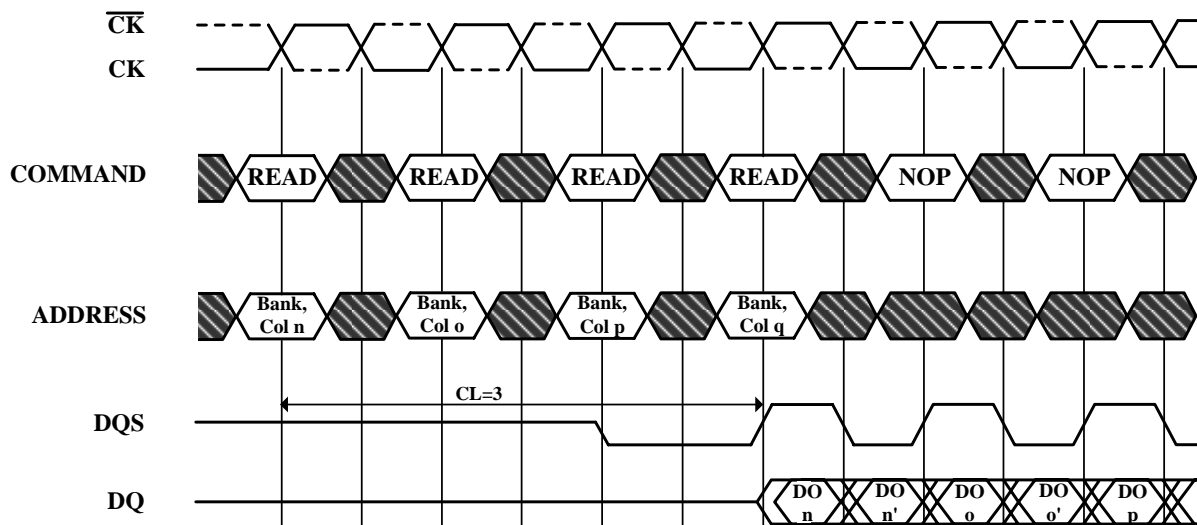 CK
CK
COMMAND READ READ READ READ NOP NOP
ADDRESS Bank, Col n Bank, Col o Bank, Col p Bank, Col q
CL=3
DQS
DQ DO n DO n' DO o DO o' DO p